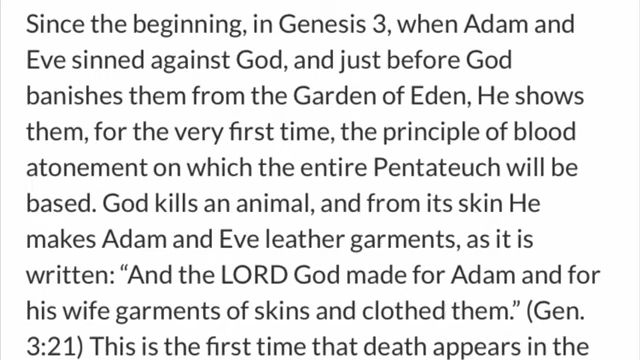 Since the beginning, in Genesis 3, when Adam and
Eve sinned against God, and just before God
banishes them from the Garden of Eden, He shows
them, for the very first time, the principle of blood
atonement on which the entire Pentateuch will be
based. God kills an animal, and from its skin He
makes Adam and Eve leather garments, as it is
written: “And the LORD God made for Adam and for
his wife garments of skins and clothed them.” (Gen.
3:21) This is the first time that death appears in the